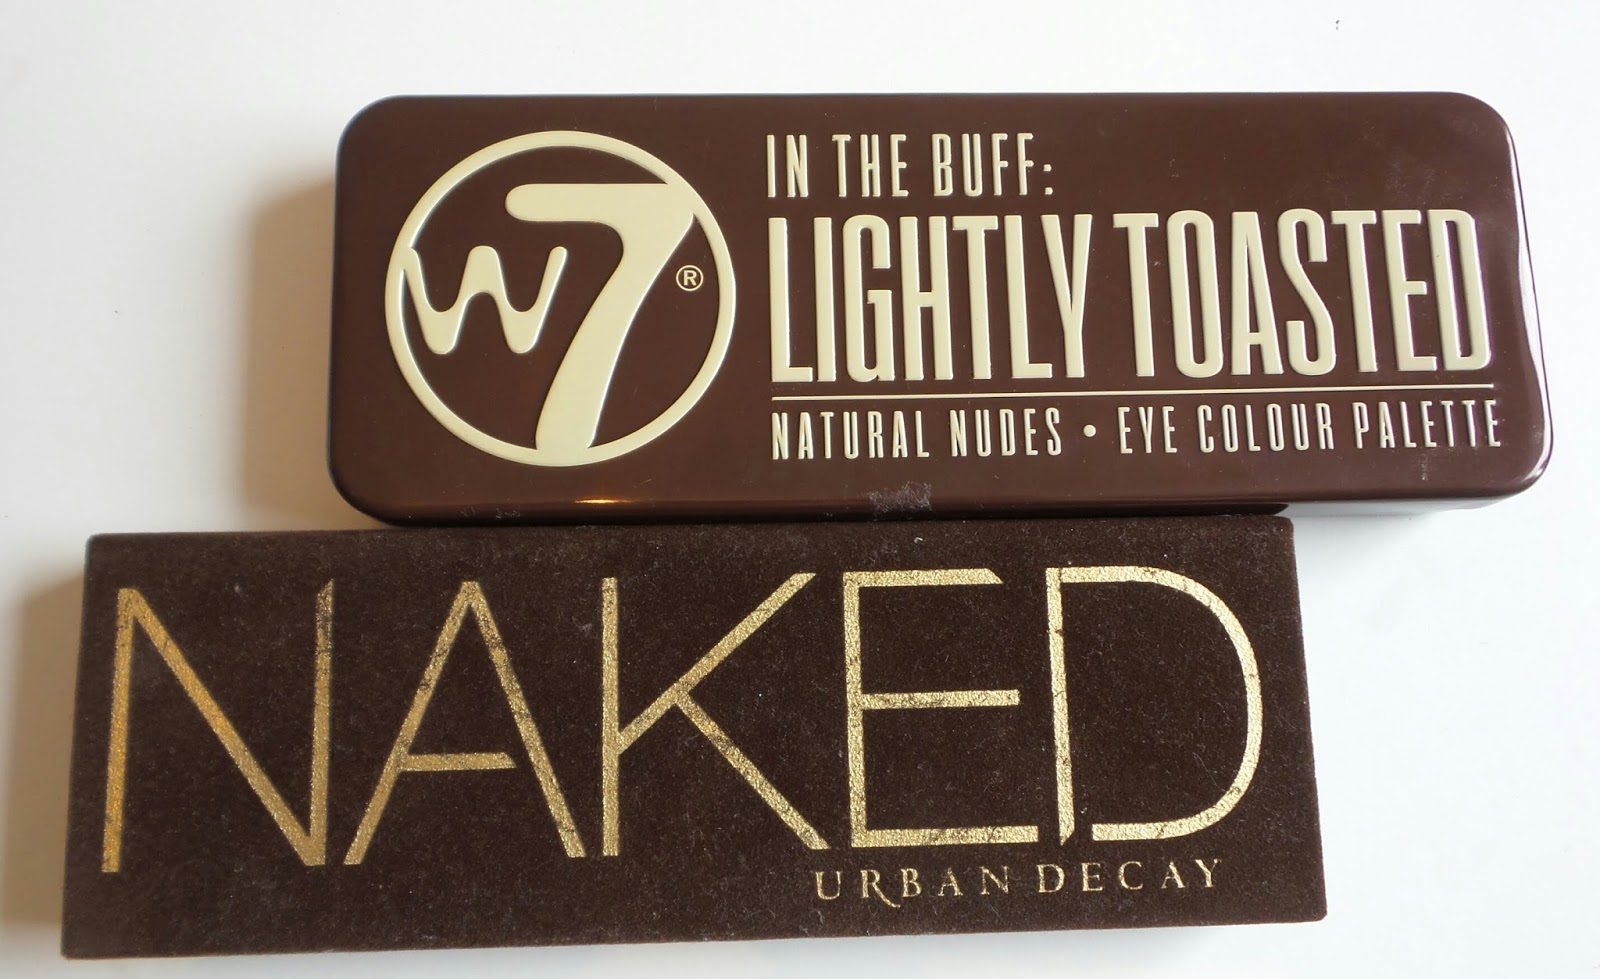 W7®
IN THE BUFF:
LIGHTLY TOASTED
NATURAL NUDES • EYE COLOUR PALETTE
NAKED
URBAN DECAY